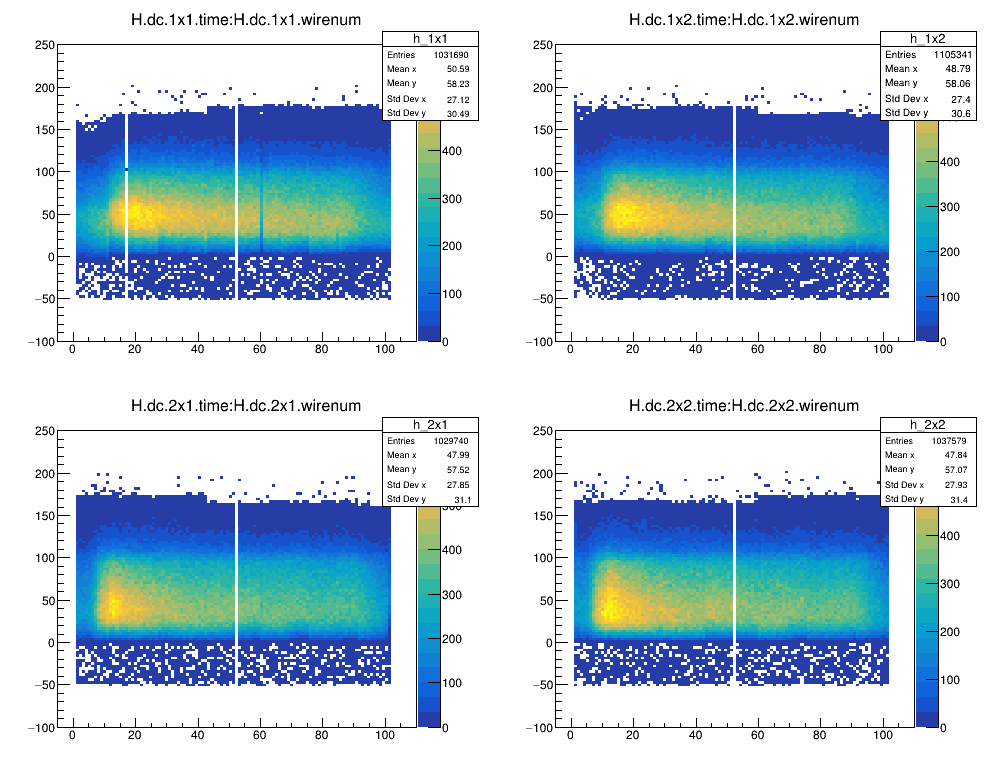 H.dc.1x1.time:H.dc.1x1.wirenum
h_1x1
Entries 1031690
Mean x 50.59
Mean y 58.23
Std Dev x 27.12
Std Dev y 30.49
250
200
150
100
50
0
−50
−100
0 20 40 60 80 100
400
300
200
100
0
H.dc.1x2.time:H.dc.1x2.wirenum
h_1x2
Entries 1105341
Mean x 48.79
Mean y 58.06
Std Dev x 27.4
Std Dev y 30.6
250
200
150
100
50
0
−50
−100
0 20 40 60 80 100
400
300
200
100
0
H.dc.2x1.time:H.dc.2x1.wirenum
h_2x1
Entries 1029740
Mean x 47.99
Mean y 57.52
Std Dev x 27.85
Std Dev y 31.1
250
200
150
100
50
0
−50
−100
0 20 40 60 80 100
500
400
300
200
100
0
H.dc.2x2.time:H.dc.2x2.wirenum
h_2x2
Entries 1037579
Mean x 47.84
Mean y 57.07
Std Dev x 27.93
Std Dev y 31.4
250
200
150
100
50
0
−50
−100
0 20 40 60 80 100
400
300
200
100
0